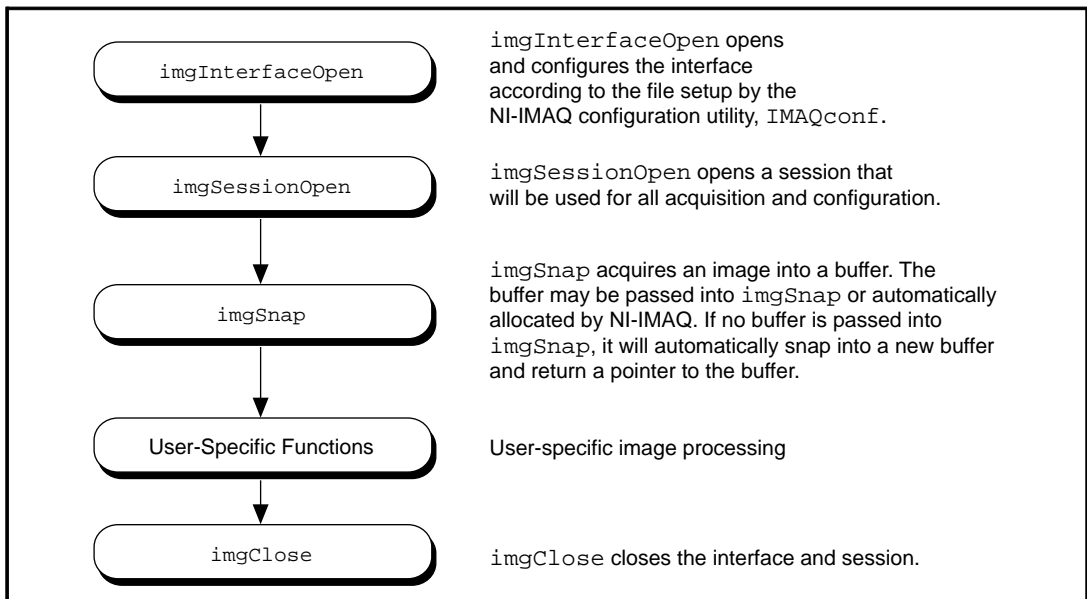 imgInterfaceOpen
imgInterfaceOpen opens
and configures the interface
according to the file setup by the
NI-IMAQ configuration utility, IMAQconf.
imgSessionOpen
imgSessionOpen opens a session that
will be used for all acquisition and configuration.
imgSnap
imgSnap acquires an image into a buffer. The
buffer may be passed into imgSnap or automatically
allocated by NI-IMAQ. If no buffer is passed into
imgSnap, it will automatically snap into a new buffer
and return a pointer to the buffer.
User-Specific Functions
User-specific image processing
imgClose
imgClose closes the interface and session.